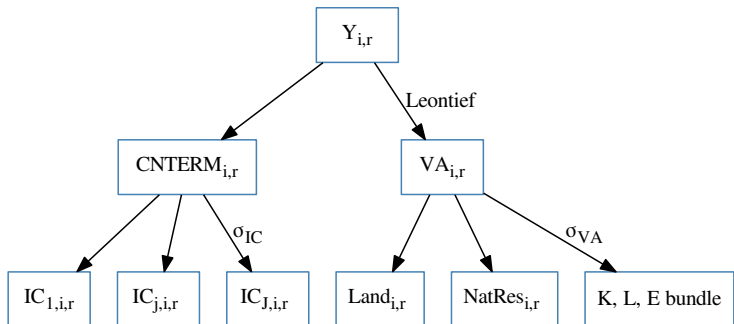 Y_{i,r}
Leontief
CNTERM_{i,r}
VA_{i,r}
σ_{IC}
σ_{VA}
IC_{1,i,r}
IC_{j,i,r}
IC_{J,i,r}
Land_{i,r}
NatRes_{i,r}
K, L, E bundle